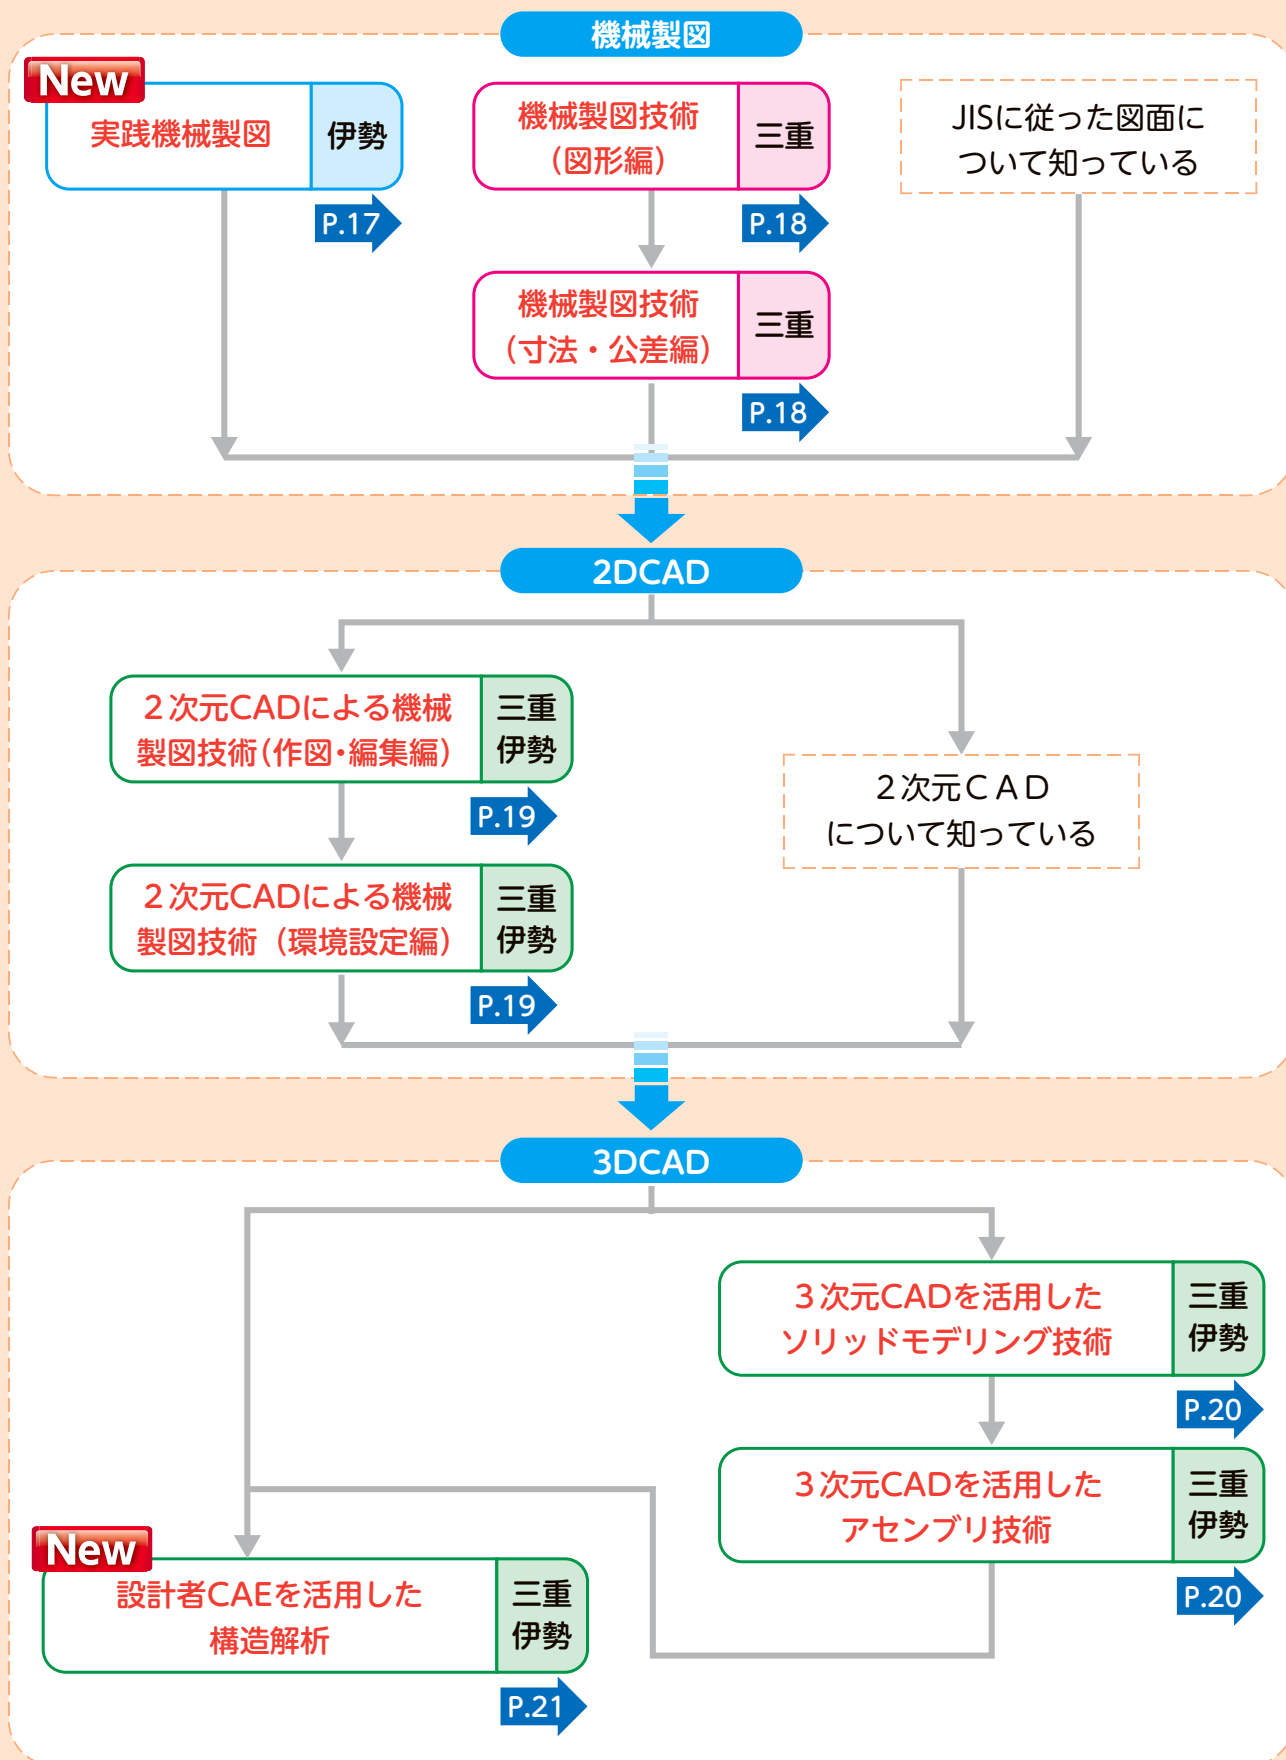 機械製図
New
実践機械製図
伊勢
P.17
機械製図技術
（図形編）
三重
P.18
JISに従った図面に
ついて知っている
機械製図技術
（寸法・公差編）
三重
P.18
2DCAD
２次元CADによる機械
製図技術（作図・編集編）
三重
伊勢
P.19
２次元ＣＡＤ
について知っている
２次元CADによる機械
製図技術（環境設定編）
三重
伊勢
P.19
3DCAD
３次元CADを活用した
ソリッドモデリング技術
三重
伊勢
P.20
３次元CADを活用した
アセンブリ技術
三重
伊勢
P.20
New
設計者CAEを活用した
構造解析
三重
伊勢
P.21